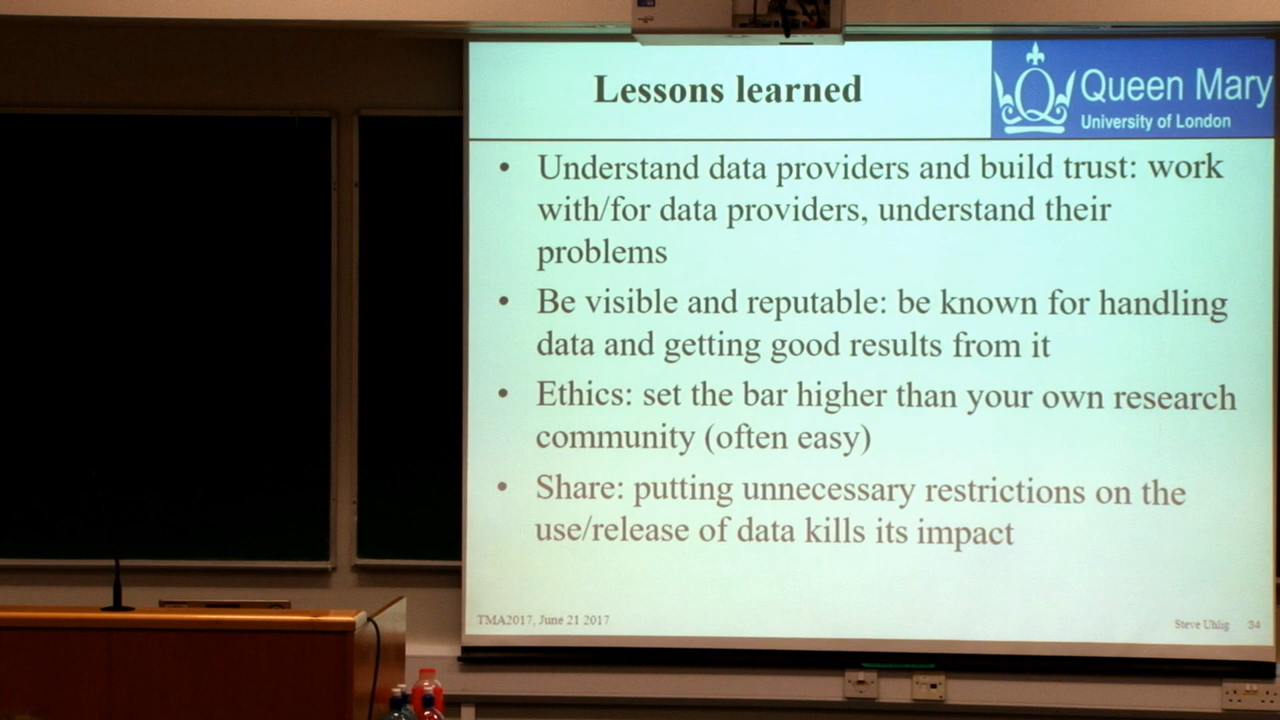 Lessons learned
Queen Mary
University of London
• Understand data providers and build trust: work
with/for data providers, understand their
problems
• Be visible and reputable: be known for handling
data and getting good results from it
• Ethics: set the bar higher than your own research
community (often easy)
• Share: putting unnecessary restrictions on the
use/release of data kills its impact
TMA2017, June 21 2017
Steve Uhlig 34